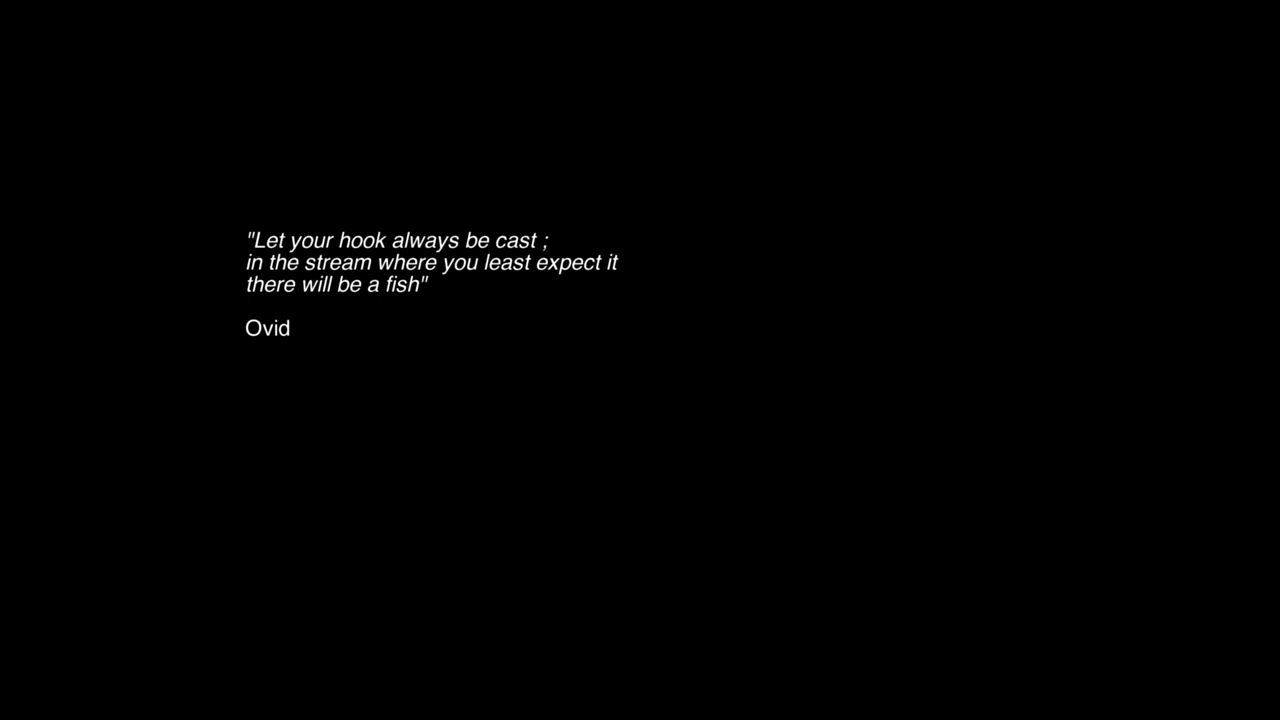 "Let your hook always be cast ;
in the stream where you least expect it
there will be a fish"
Ovid